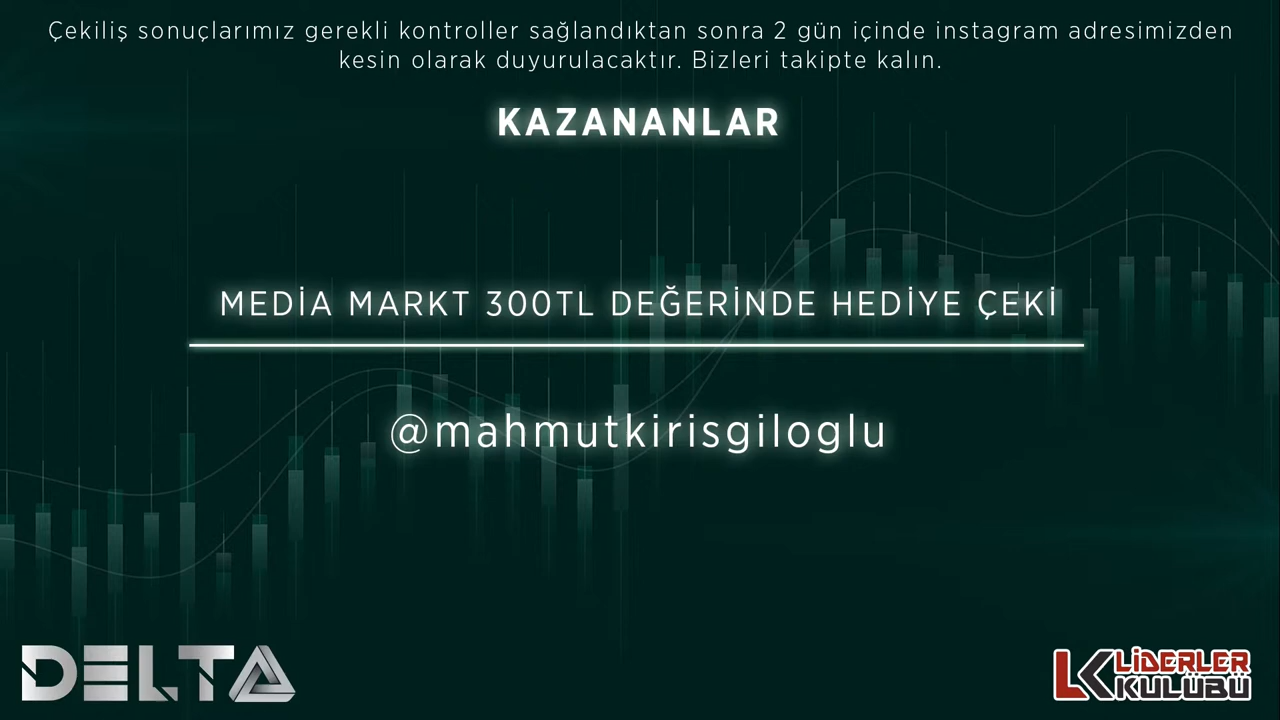 Çekiliş sonuçlarımız gerekli kontroller sağlandıktan sonra 2 gün içinde instagram adresimizden
kesin olarak duyurulacaktır. Bizleri takipte kalın.
KAZANANLAR
MEDİA MARKT 300TL DEĞERİNDE HEDİYE ÇEKİ
@mahmutkirisgiloglu
DELTA
LK LİDERLER
KULÜBÜ